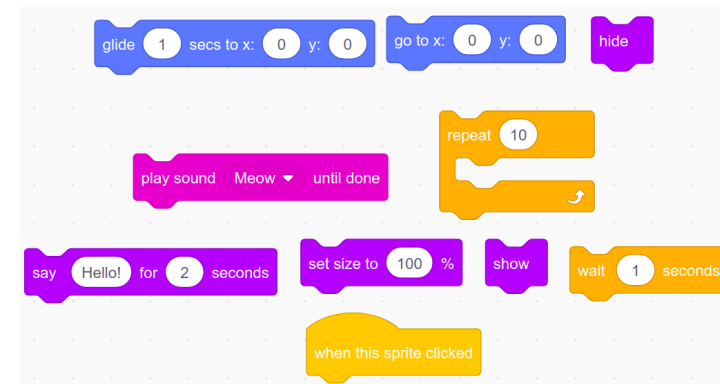 glide 1 secs to x: 0 y: 0
go to x: 0 y: 0
hide
repeat 10
play sound Meow until done
say Hello! for 2 seconds
set size to 100 %
show
wait 1 seconds
when this sprite clicked